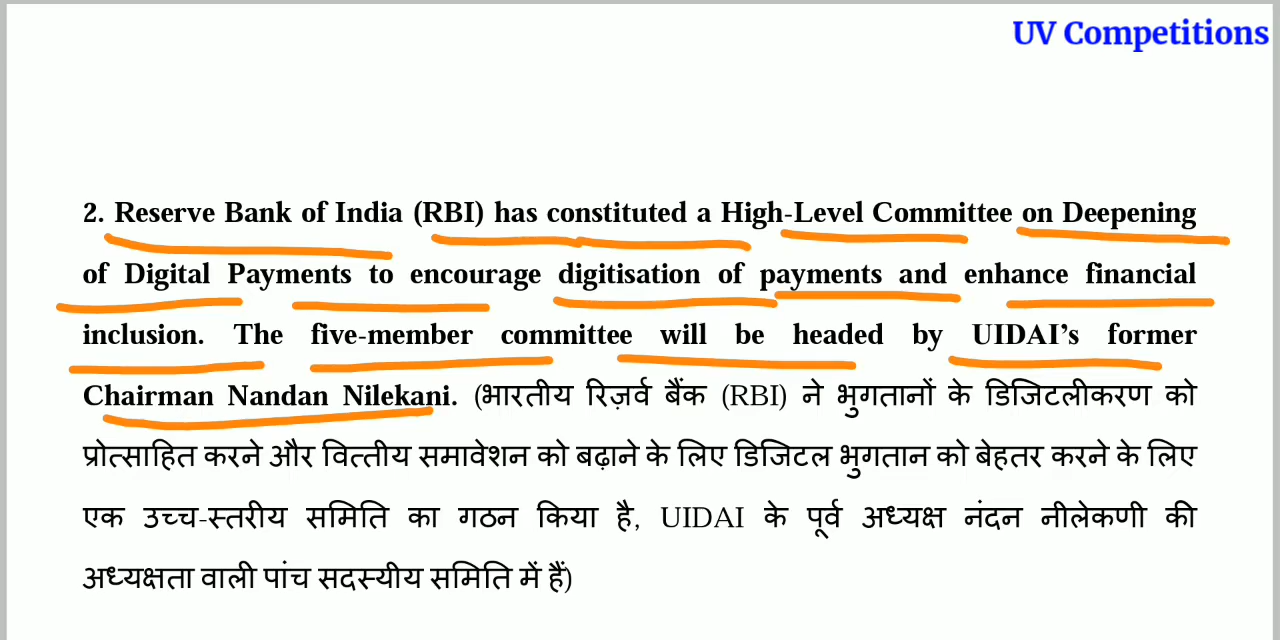 UV Competitions
2. Reserve Bank of India (RBI) has constituted a High-Level Committee on Deepening
of Digital Payments to encourage digitisation of payments and enhance financial
inclusion. The five-member committee will be headed by UIDAI’s former
Chairman Nandan Nilekani. (भारतीय रिज़र्व बैंक (RBI) ने भुगतानों के डिजिटलीकरण को
प्रोत्साहित करने और वित्तीय समावेशन को बढ़ाने के लिए डिजिटल भुगतान को बेहतर करने के लिए
एक उच्च-स्तरीय समिति का गठन किया है, UIDAI के पूर्व अध्यक्ष नंदन नीलेकणी की
अध्यक्षता वाली पांच सदस्यीय समिति में हैं)